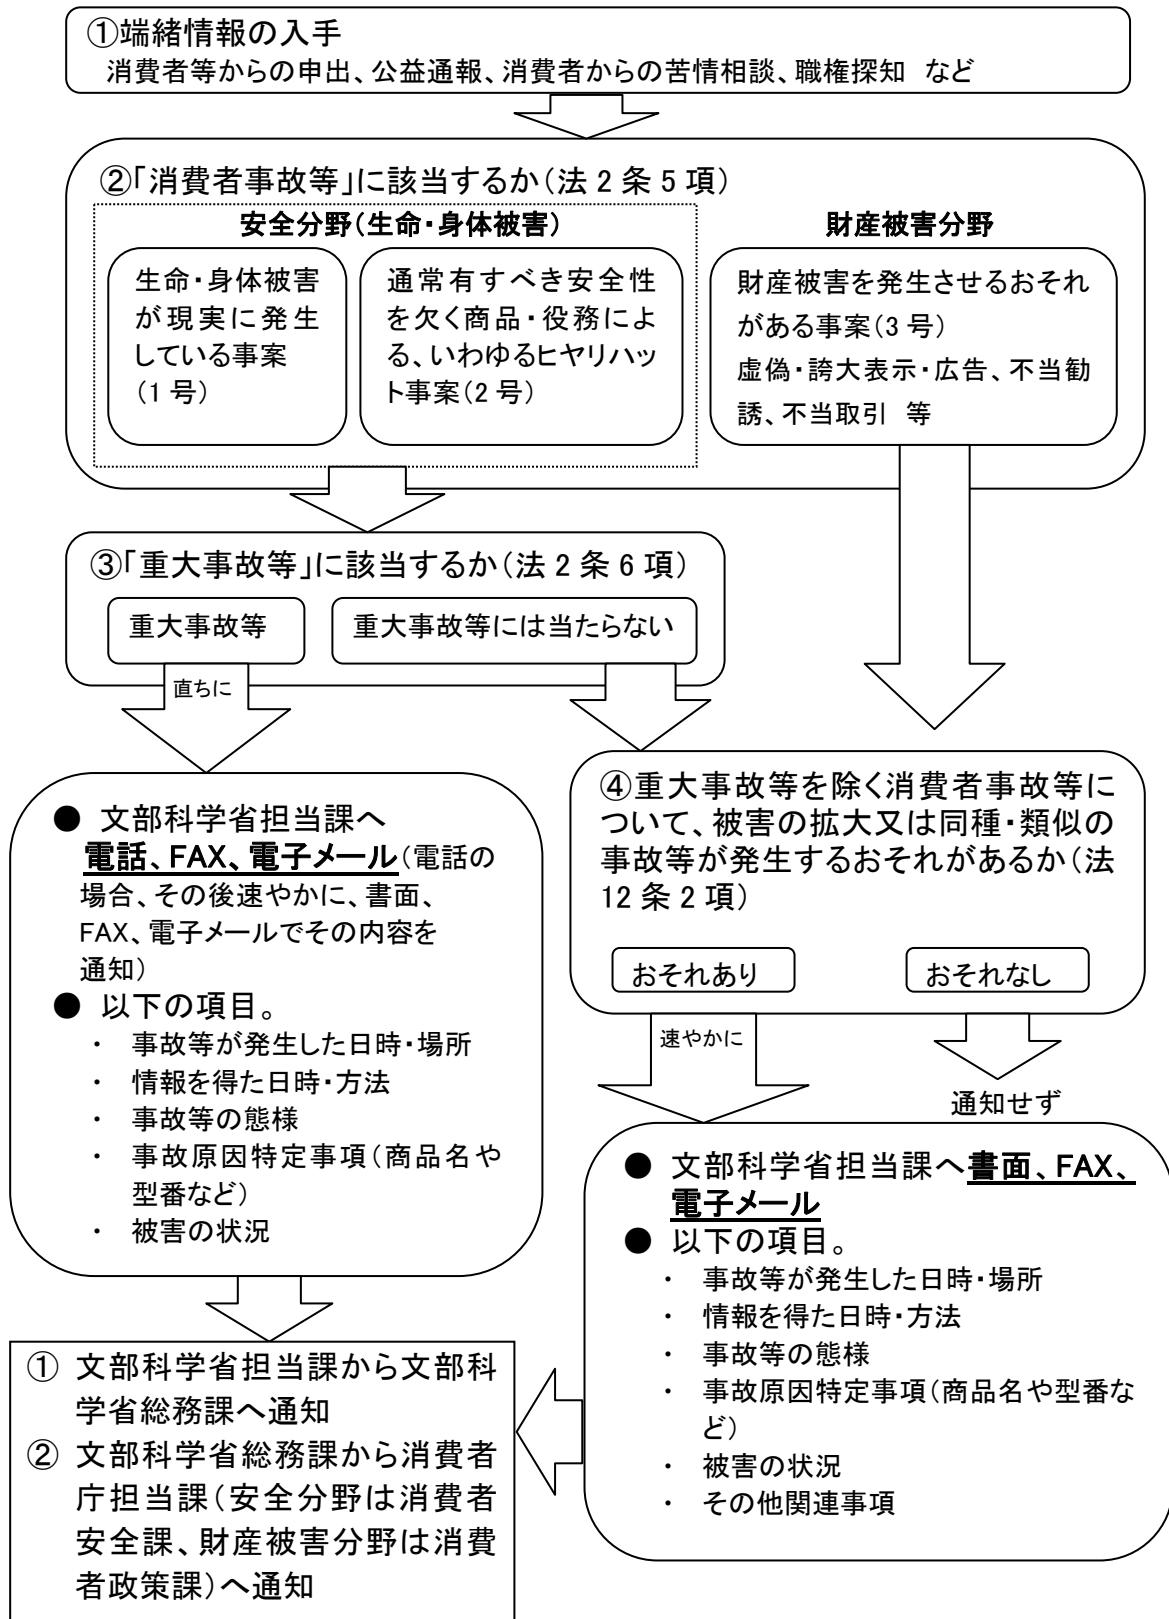 ①端緒情報の入手
消費者等からの申出、公益通報、消費者からの苦情相談、職権探知 など
②「消費者事故等」に該当するか(法２条５項)
安全分野(生命・身体被害)
生命・身体被害
が現実に発生
している事案
(１号)
通常有すべき安全性
を欠く商品・役務によ
る、いわゆるヒヤリハッ
ト事案(２号)
財産被害分野
財産被害を発生させるおそれ
がある事案(３号)
虚偽・誇大表示・広告、不当勧
誘、不当取引 等
③「重大事故等」に該当するか(法２条６項)
重大事故等
重大事故等には当たらない
直ちに
● 文部科学省担当課へ
電話、FAX、電子メール(電話の
場合、その後速やかに、書面、
FAX、電子メールでその内容を
通知)
● 以下の項目。
・ 事故等が発生した日時・場所
・ 情報を得た日時・方法
・ 事故等の態様
・ 事故原因特定事項(商品名や
型番など)
・ 被害の状況
④重大事故等を除く消費者事故等に
ついて、被害の拡大又は同種・類似の
事故等が発生するおそれがあるか(法
12条２項)
おそれあり
おそれなし
速やかに
通知せず
● 文部科学省担当課へ書面、FAX、
電子メール
● 以下の項目。
・ 事故等が発生した日時・場所
・ 情報を得た日時・方法
・ 事故等の態様
・ 事故原因特定事項(商品名や型番な
ど)
・ 被害の状況
・ その他関連事項
① 文部科学省担当課から文部科
学省総務課へ通知
② 文部科学省総務課から消費者
庁担当課(安全分野は消費者
安全課、財産被害分野は消費
者政策課)へ通知